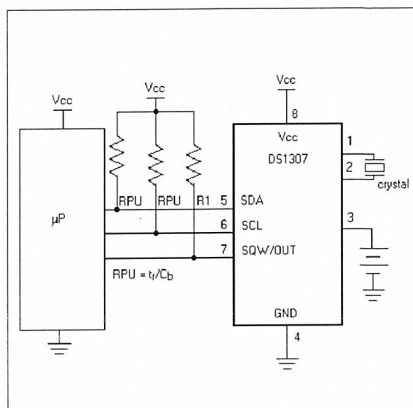 Vcc
Vcc
Vcc
8
Vcc
DS1307
1
2
crystal
µP
RPU
RPU
R1
5
SDA
6
SCL
7
SQW/OUT
3
RPU = tr/Cb
GND
4